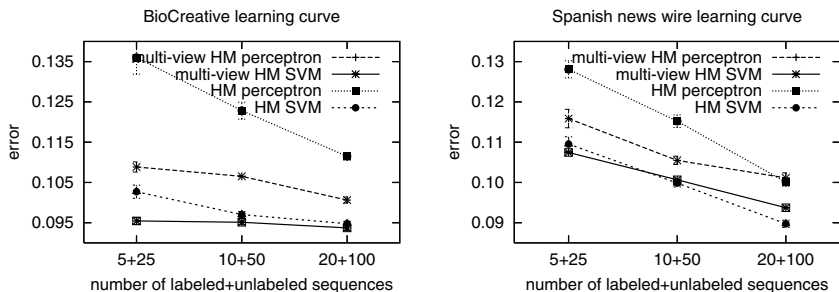 BioCreative learning curve
0.135
0.125
0.115
0.105
0.095
error
multi-view HM perceptron
multi-view HM SVM
HM perceptron
HM SVM
5+25
10+50
20+100
number of labeled+unlabeled sequences
Spanish news wire learning curve
0.13
0.12
0.11
0.10
0.09
error
multi-view HM perceptron
multi-view HM SVM
HM perceptron
HM SVM
5+25
10+50
20+100
number of labeled+unlabeled sequences